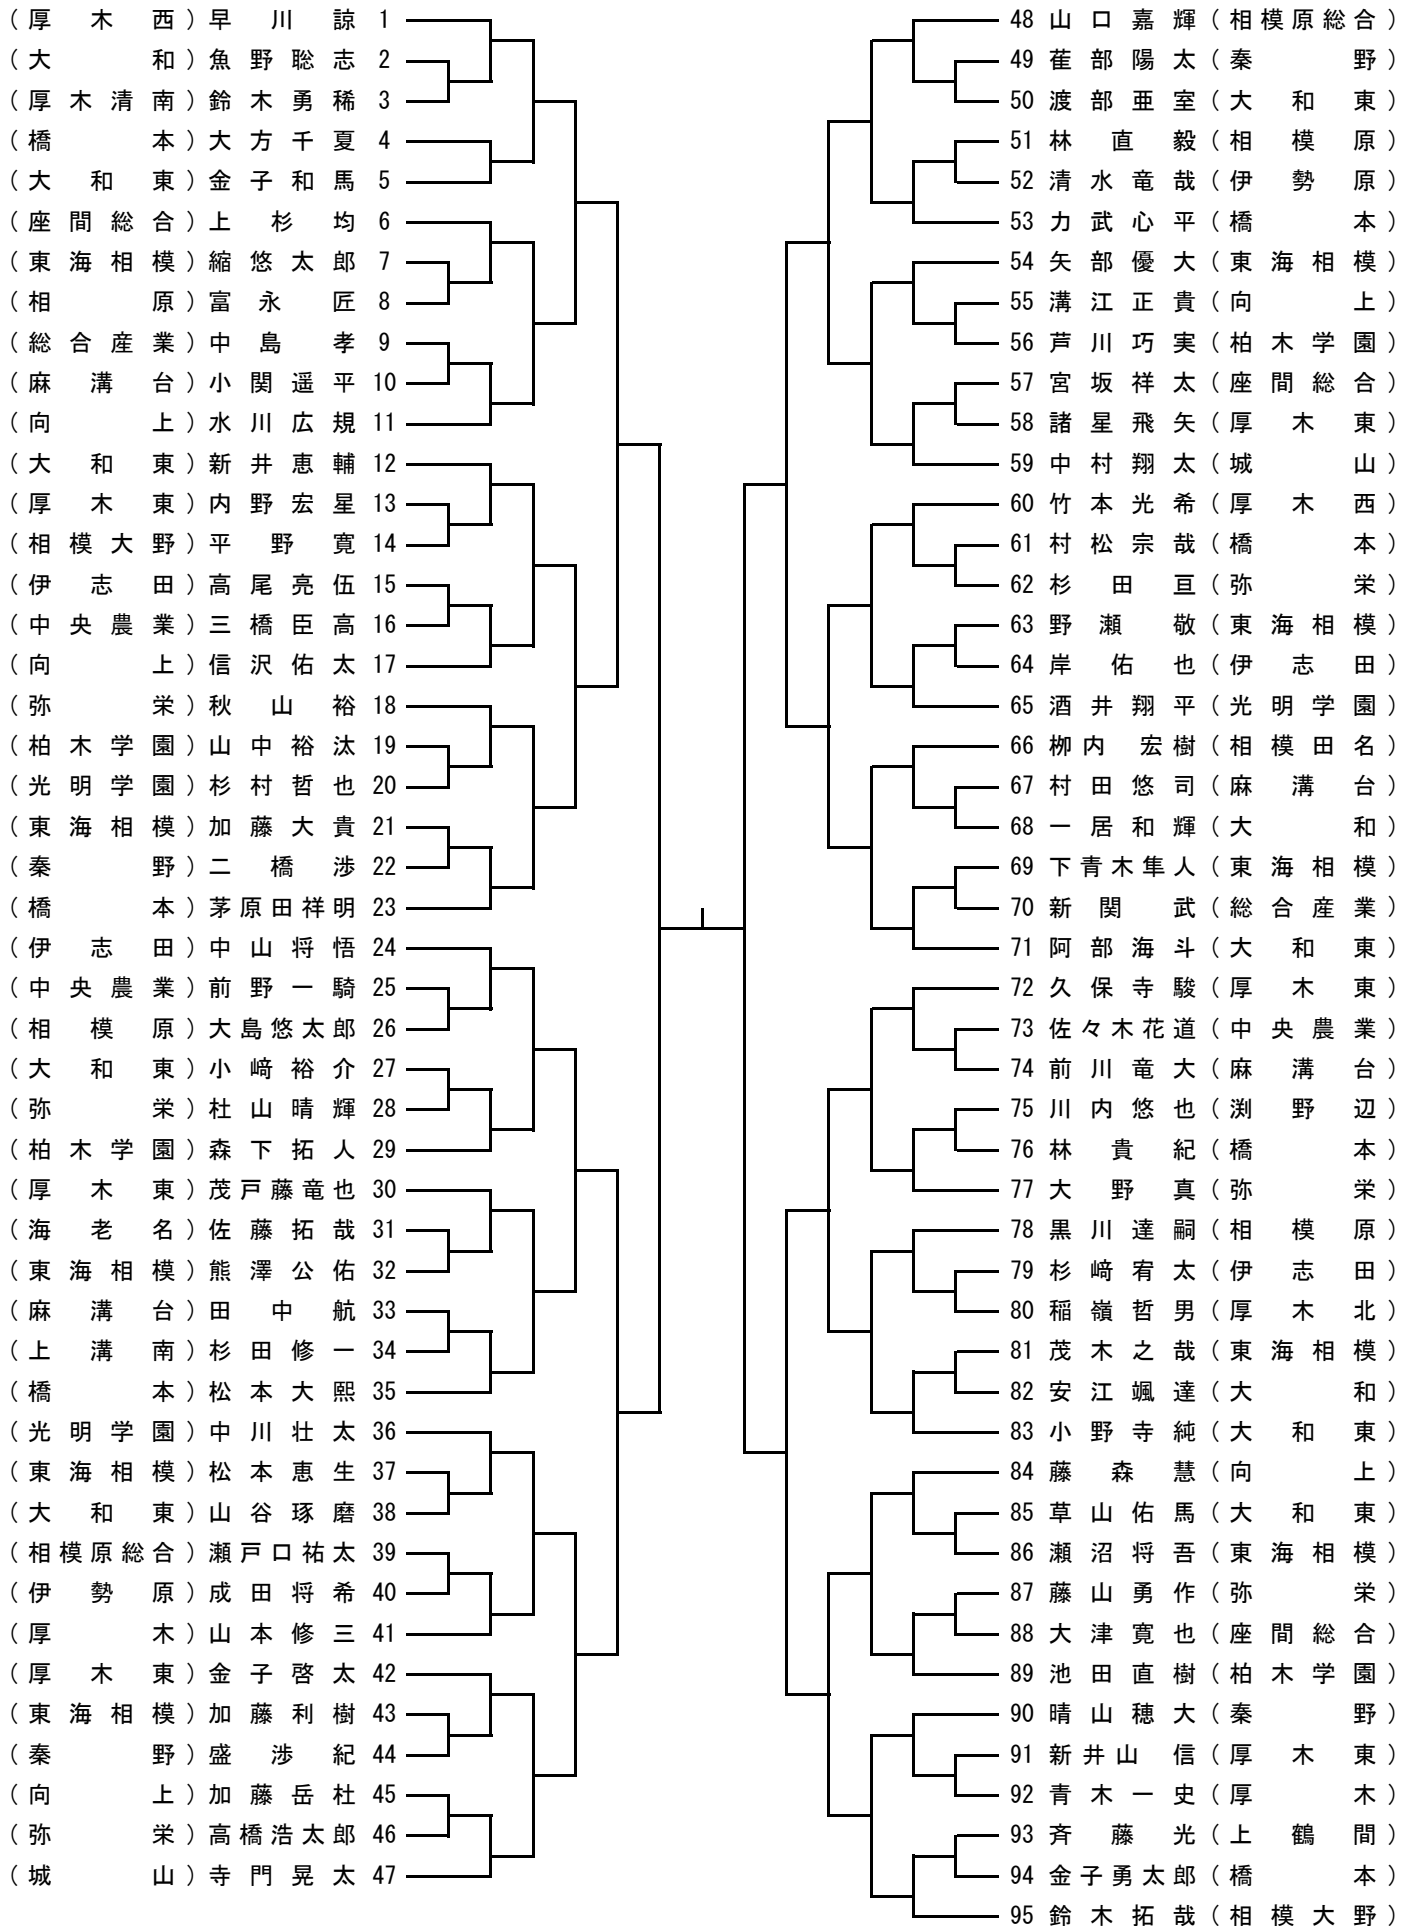 （厚木西）早川諒 1
（大和）魚野聡志 2
（厚木清南）鈴木勇稀 3
（橋本）大方千夏 4
（大和東）金子和馬 5
（座間総合）上杉均 6
（東海相模）縮悠太郎 7
（相原）富永匠 8
（総合産業）中島孝 9
（麻溝台）小関遥平 10
（向上）水川広規 11
（大和東）新井恵輔 12
（厚木東）内野宏星 13
（相模大野）平野寛 14
（伊志田）高尾亮伍 15
（中央農業）三橋臣高 16
（向上）信沢佑太 17
（弥栄）秋山裕 18
（柏木学園）山中裕汰 19
（光明学園）杉村哲也 20
（東海相模）加藤大貴 21
（秦野）二橋渉 22
（橋本）茅原田祥明 23
（伊志田）中山将悟 24
（中央農業）前野一騎 25
（相模原）大島悠太郎 26
（大和東）小﨑裕介 27
（弥栄）杜山晴輝 28
（柏木学園）森下拓人 29
（厚木東）茂戸藤竜也 30
（海老名）佐藤拓哉 31
（東海相模）熊澤公佑 32
（麻溝台）田中航 33
（上溝南）杉田修一 34
（橋本）松本大熙 35
（光明学園）中川壮太 36
（東海相模）松本恵生 37
（大和東）山谷琢磨 38
（相模原総合）瀬戸口祐太 39
（伊勢原）成田将希 40
（厚木）山本修三 41
（厚木東）金子啓太 42
（東海相模）加藤利樹 43
（秦野）盛渉紀 44
（向上）加藤岳杜 45
（弥栄）高橋浩太郎 46
（城山）寺門晃太 47
48 山口嘉輝（相模原総合）
49 萑部陽太（秦野）
50 渡部亜室（大和東）
51 林直毅（相模原）
52 清水竜哉（伊勢原）
53 力武心平（橋本）
54 矢部優大（東海相模）
55 溝江正貴（向上）
56 芦川巧実（柏木学園）
57 宮坂祥太（座間総合）
58 諸星飛矢（厚木東）
59 中村翔太（城山）
60 竹本光希（厚木西）
61 村松宗哉（橋本）
62 杉田亘（弥栄）
63 野瀬敬（東海相模）
64 岸佑也（伊志田）
65 酒井翔平（光明学園）
66 栁内宏樹（相模田名）
67 村田悠司（麻溝台）
68 一居和輝（大和）
69 下青木隼人（東海相模）
70 新関武（総合産業）
71 阿部海斗（大和東）
72 久保寺駿（厚木東）
73 佐々木花道（中央農業）
74 前川竜大（麻溝台）
75 川内悠也（渕野辺）
76 林貴紀（橋本）
77 大野真（弥栄）
78 黒川達嗣（相模原）
79 杉﨑宥太（伊志田）
80 稲嶺哲男（厚木北）
81 茂木之哉（東海相模）
82 安江颯達（大和）
83 小野寺純（大和東）
84 藤森慧（向上）
85 草山佑馬（大和東）
86 瀬沼将吾（東海相模）
87 藤山勇作（弥栄）
88 大津寛也（座間総合）
89 池田直樹（柏木学園）
90 晴山穂大（秦野）
91 新井山信（厚木東）
92 青木一史（厚木）
93 斉藤光（上鶴間）
94 金子勇太郎（橋本）
95 鈴木拓哉（相模大野）